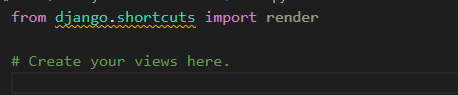 from django.shortcuts import render
# Create your views here.